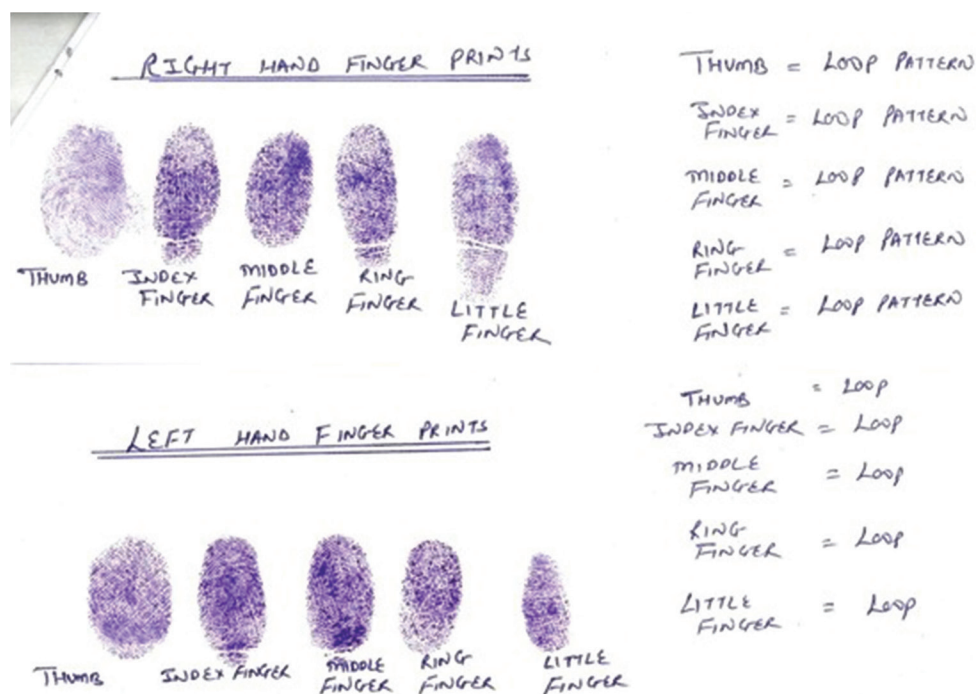 RIGHT HAND FINGER PRINTS
THUMB
INDEX FINGER
MIDDLE FINGER
RING FINGER
LITTLE FINGER
THUMB = LOOP PATTERN
INDEX FINGER = LOOP PATTERN
MIDDLE FINGER = LOOP PATTERN
RING FINGER = LOOP PATTERN
LITTLE FINGER = LOOP PATTERN
LEFT HAND FINGER PRINTS
THUMB
INDEX FINGER
MIDDLE FINGER
RING FINGER
LITTLE FINGER
THUMB = LOOP
INDEX FINGER = LOOP
MIDDLE FINGER = LOOP
RING FINGER = LOOP
LITTLE FINGER = LOOP